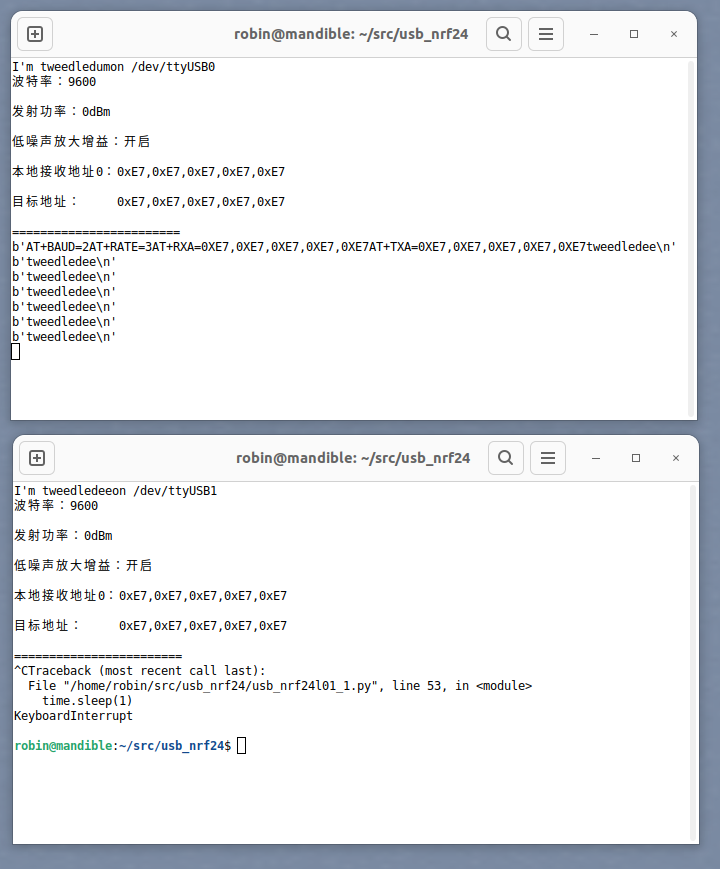 robin@mandible: ~/src/usb_nrf24
I'm tweedledumon /dev/ttyUSB0
波特率：9600
发射功率：0dBm
低噪声放大增益：开启
本地接收地址0：0xE7,0xE7,0xE7,0xE7,0xE7
目标地址：     0xE7,0xE7,0xE7,0xE7,0xE7
========================
b'AT+BAUD=2AT+RATE=3AT+RXA=0XE7,0XE7,0XE7,0XE7,0XE7AT+TXA=0XE7,0XE7,0XE7,0XE7,0XE7tweedledee\n'
b'tweedledee\n'
b'tweedledee\n'
b'tweedledee\n'
b'tweedledee\n'
b'tweedledee\n'
b'tweedledee\n'
robin@mandible: ~/src/usb_nrf24
I'm tweedledeeon /dev/ttyUSB1
波特率：9600
发射功率：0dBm
低噪声放大增益：开启
本地接收地址0：0xE7,0xE7,0xE7,0xE7,0xE7
目标地址：     0xE7,0xE7,0xE7,0xE7,0xE7
========================
^CTraceback (most recent call last):
  File "/home/robin/src/usb_nrf24/usb_nrf24l01_1.py", line 53, in <module>
    time.sleep(1)
KeyboardInterrupt
robin@mandible:~/src/usb_nrf24$